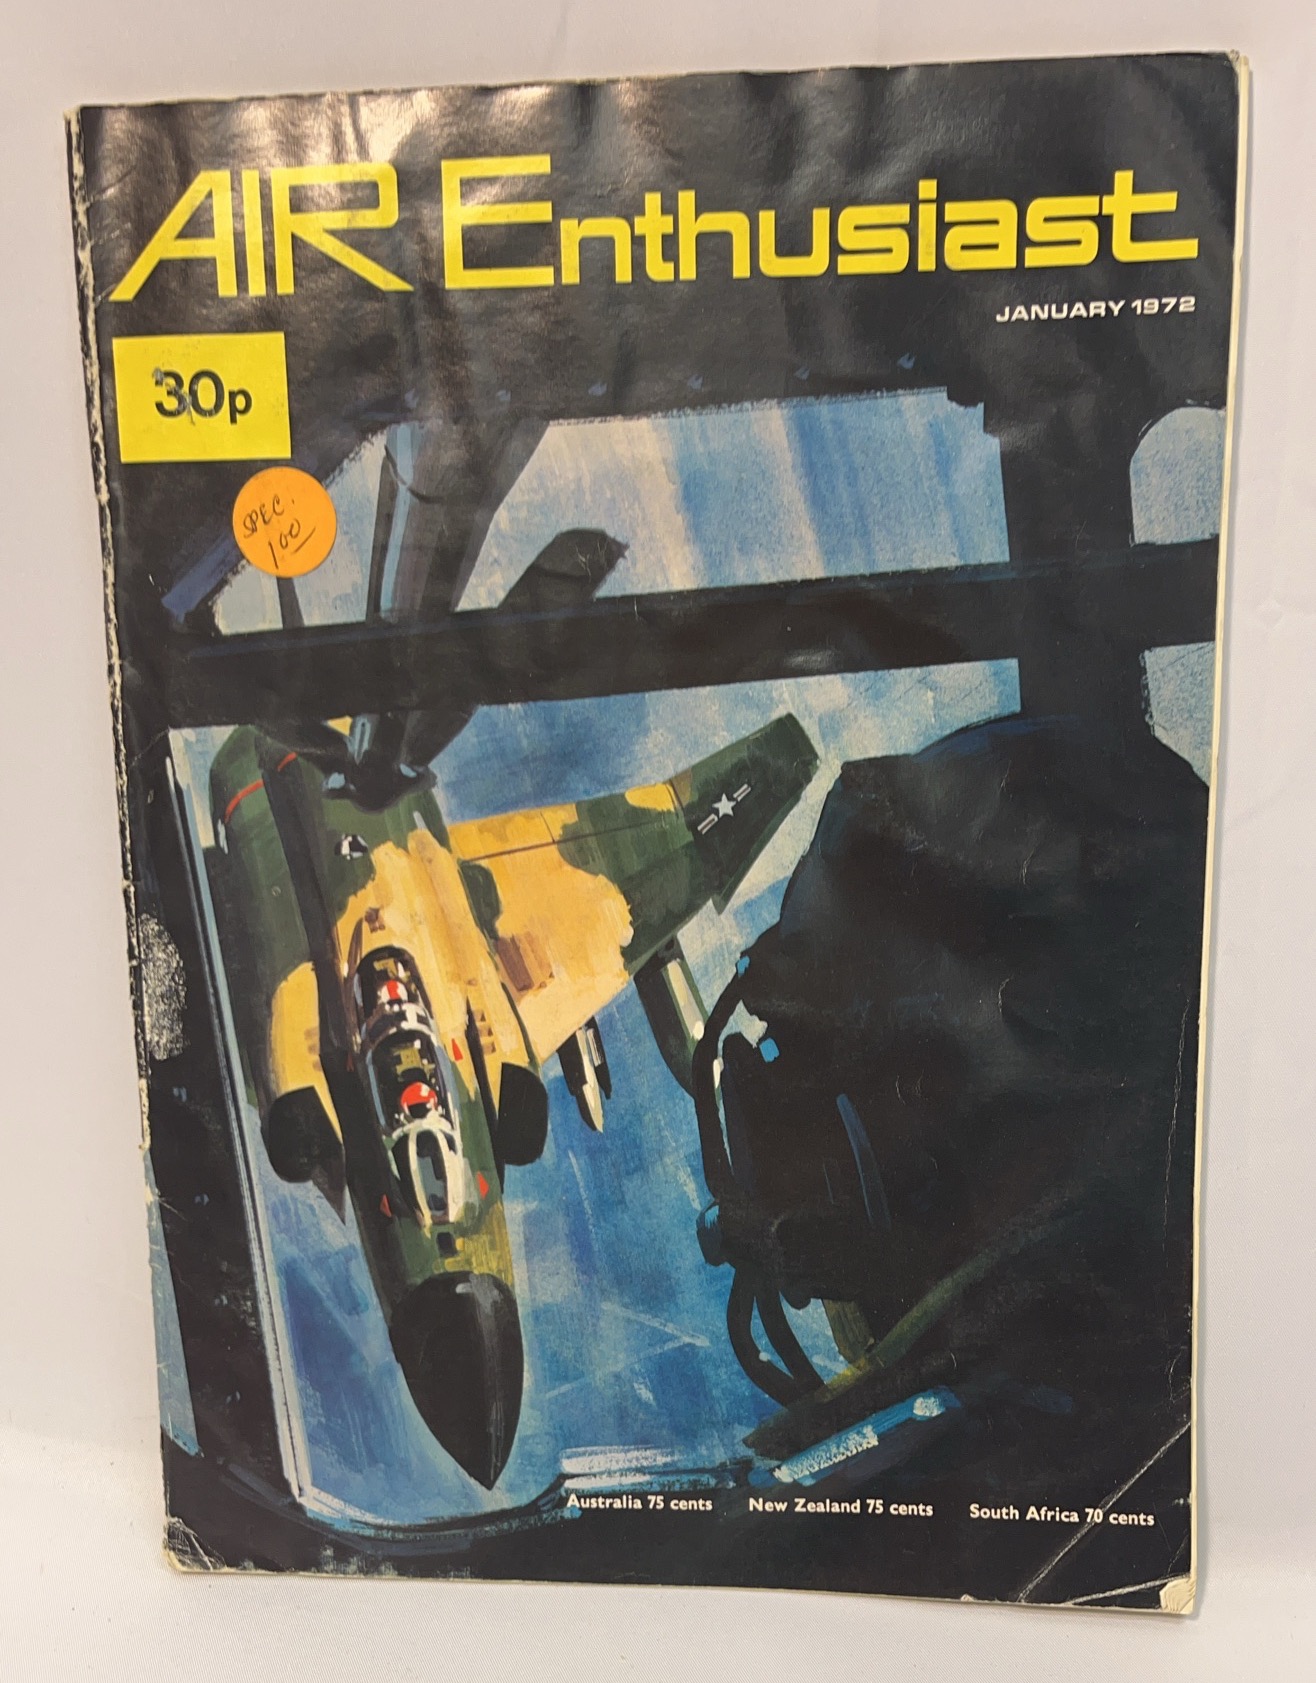 AIR Enthusiast
JANUARY 1972
30p
SPEC.
1.00
Australia 75 cents New Zealand 75 cents South Africa 70 cents